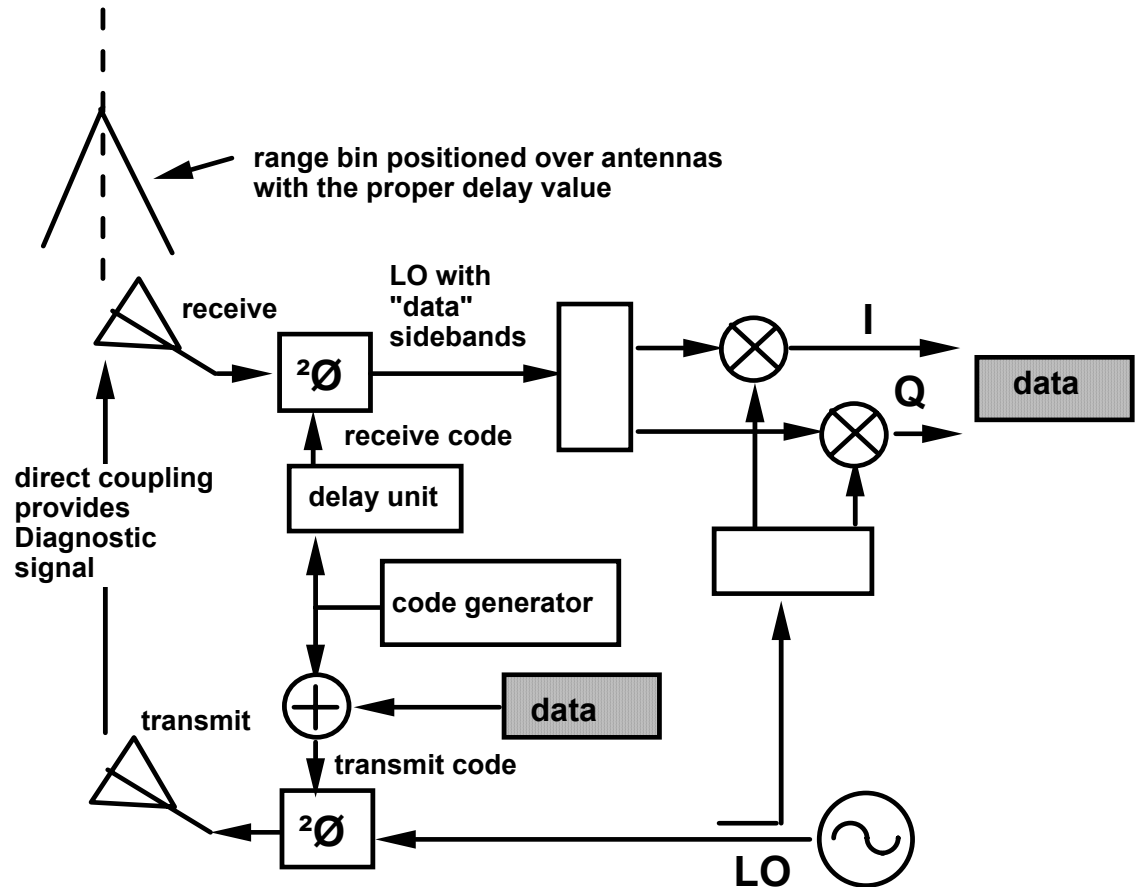 range bin positioned over antennas
with the proper delay value
LO with
"data"
sidebands
receive
I
²Ø
data
Q
receive code
direct coupling
provides
Diagnostic
signal
delay unit
code generator
data
transmit
transmit code
²Ø
LO